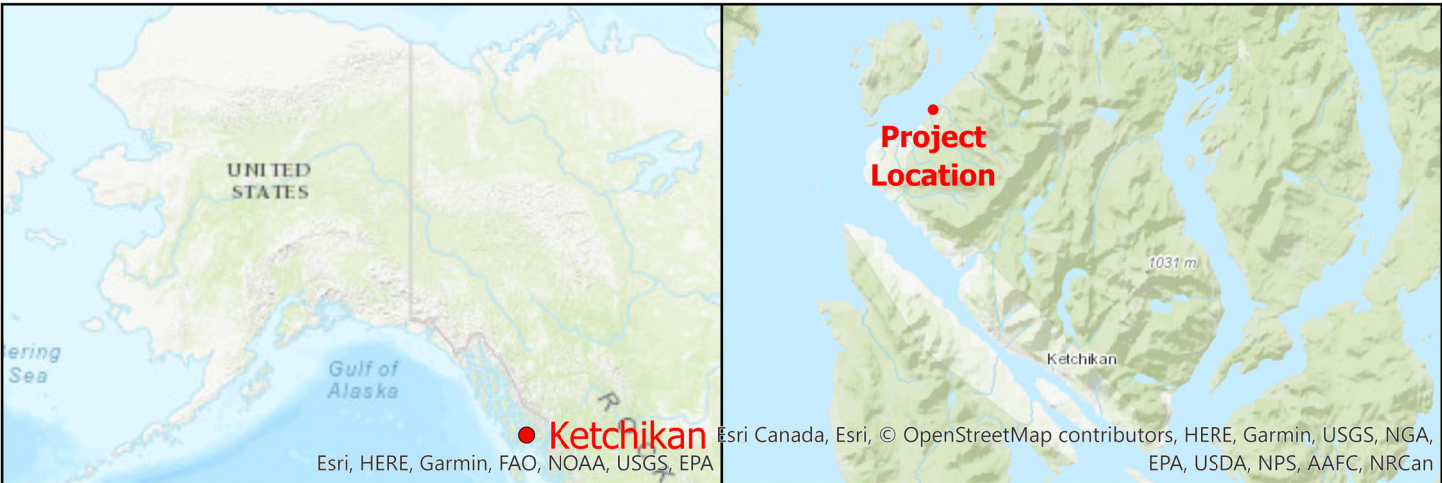 UNITED
STATES
ering
Sea
Gulf of
Alaska
Ketchikan
Esri, HERE, Garmin, FAO, NOAA, USGS, EPA
Project
Location
1031 m
Ketchikan
Esri Canada, Esri, © OpenStreetMap contributors, HERE, Garmin, USGS, NGA,
EPA, USDA, NPS, AAFC, NRCan